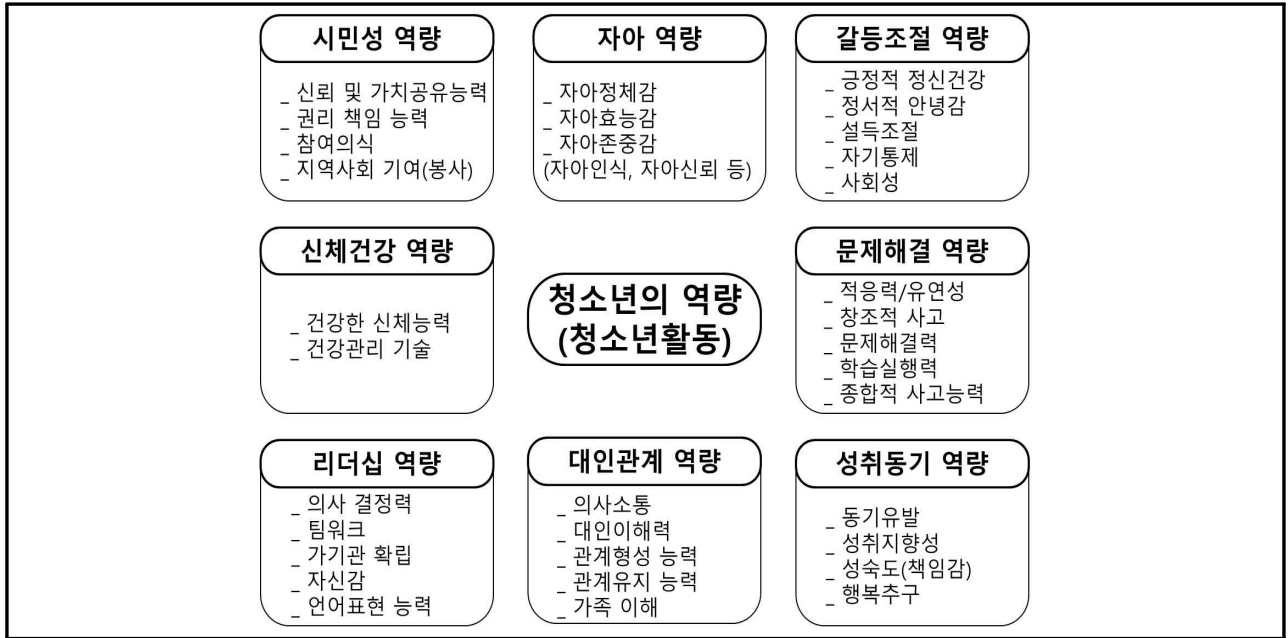 시민성 역량
_ 신뢰 및 가치공유능력
_ 권리 책임 능력
_ 참여의식
_ 지역사회 기여(봉사)
자아 역량
_ 자아정체감
_ 자아효능감
_ 자아존중감
(자아인식, 자아신뢰 등)
갈등조절 역량
_ 긍정적 정신건강
_ 정서적 안녕감
_ 설득조절
_ 자기통제
_ 사회성
신체건강 역량
_ 건강한 신체능력
_ 건강관리 기술
청소년의 역량
(청소년활동)
문제해결 역량
_ 적응력/유연성
_ 창조적 사고
_ 문제해결력
_ 학습실행력
_ 종합적 사고능력
리더십 역량
_ 의사 결정력
_ 팀워크
_ 가기관 확립
_ 자신감
_ 언어표현 능력
대인관계 역량
_ 의사소통
_ 대인이해력
_ 관계형성 능력
_ 관계유지 능력
_ 가족 이해
성취동기 역량
_ 동기유발
_ 성취지향성
_ 성숙도(책임감)
_ 행복추구